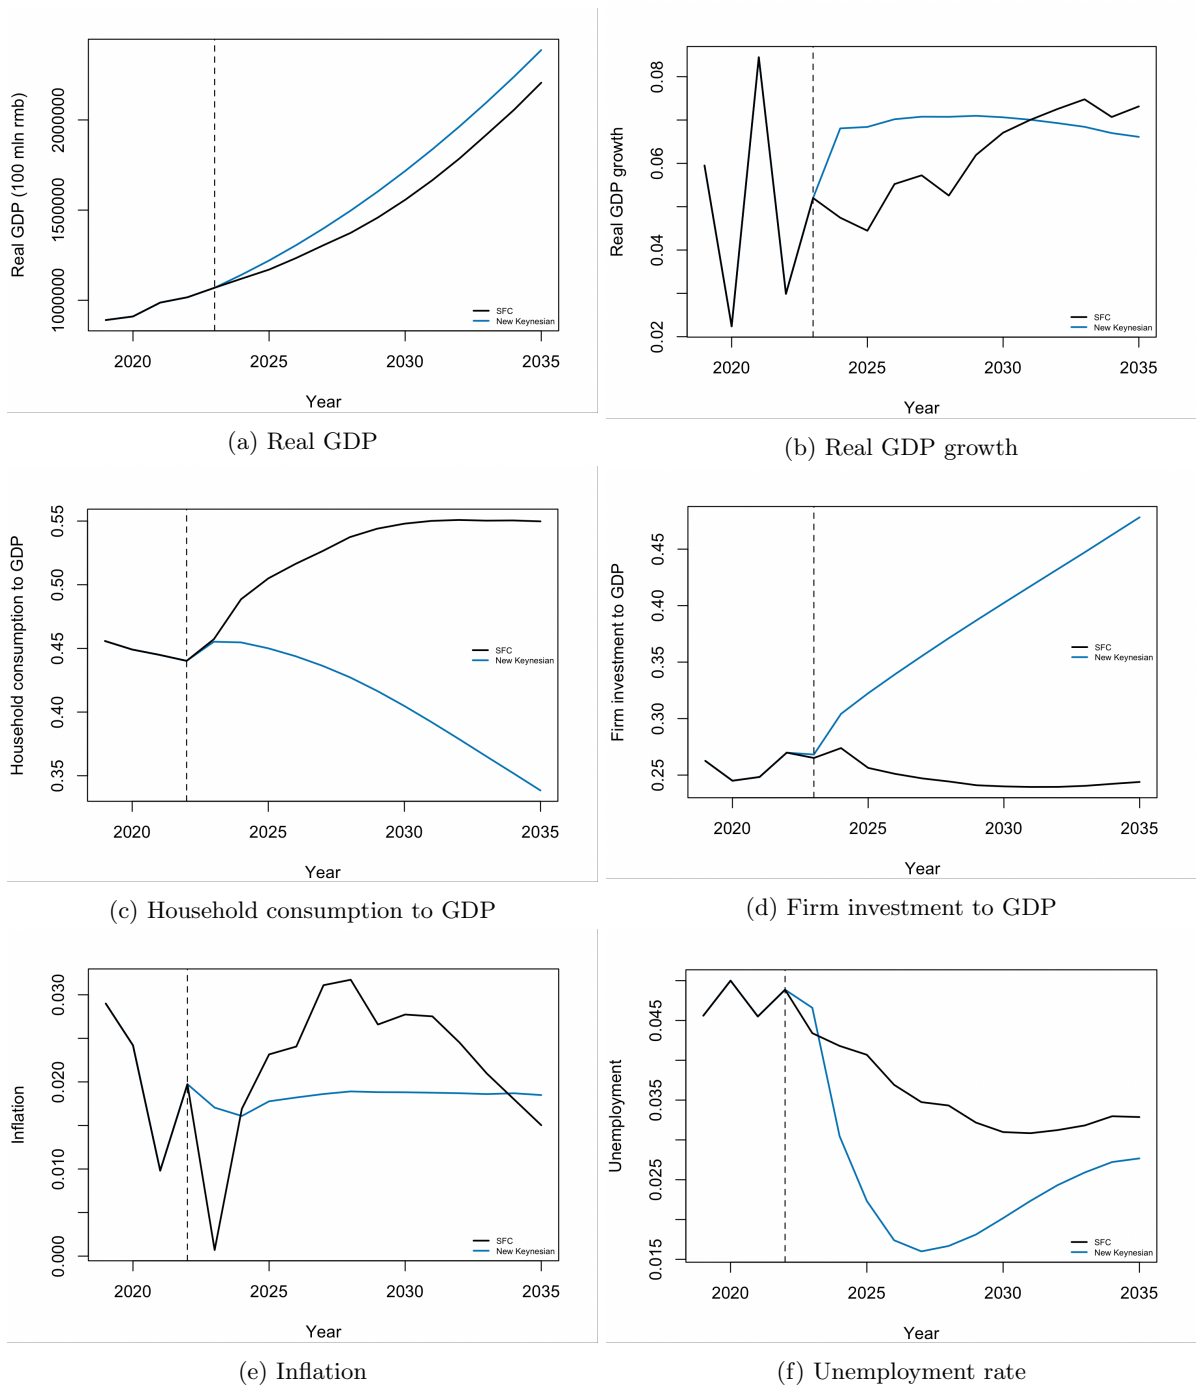 Real GDP (100 mln rmb)
2000000
1500000
1000000
SFC
New Keynesian
2020 2025 2030 2035
Year
(a) Real GDP
Real GDP growth
0.08
0.06
0.04
0.02
SFC
New Keynesian
2020 2025 2030 2035
Year
(b) Real GDP growth
Household consumption to GDP
0.55
0.50
0.45
0.40
0.35
SFC
New Keynesian
2020 2025 2030 2035
Year
(c) Household consumption to GDP
Firm investment to GDP
0.45
0.40
0.35
0.30
0.25
SFC
New Keynesian
2020 2025 2030 2035
Year
(d) Firm investment to GDP
Inflation
0.030
0.020
0.010
0.000
SFC
New Keynesian
2020 2025 2030 2035
Year
(e) Inflation
Unemployment
0.045
0.035
0.025
0.015
SFC
New Keynesian
2020 2025 2030 2035
Year
(f) Unemployment rate